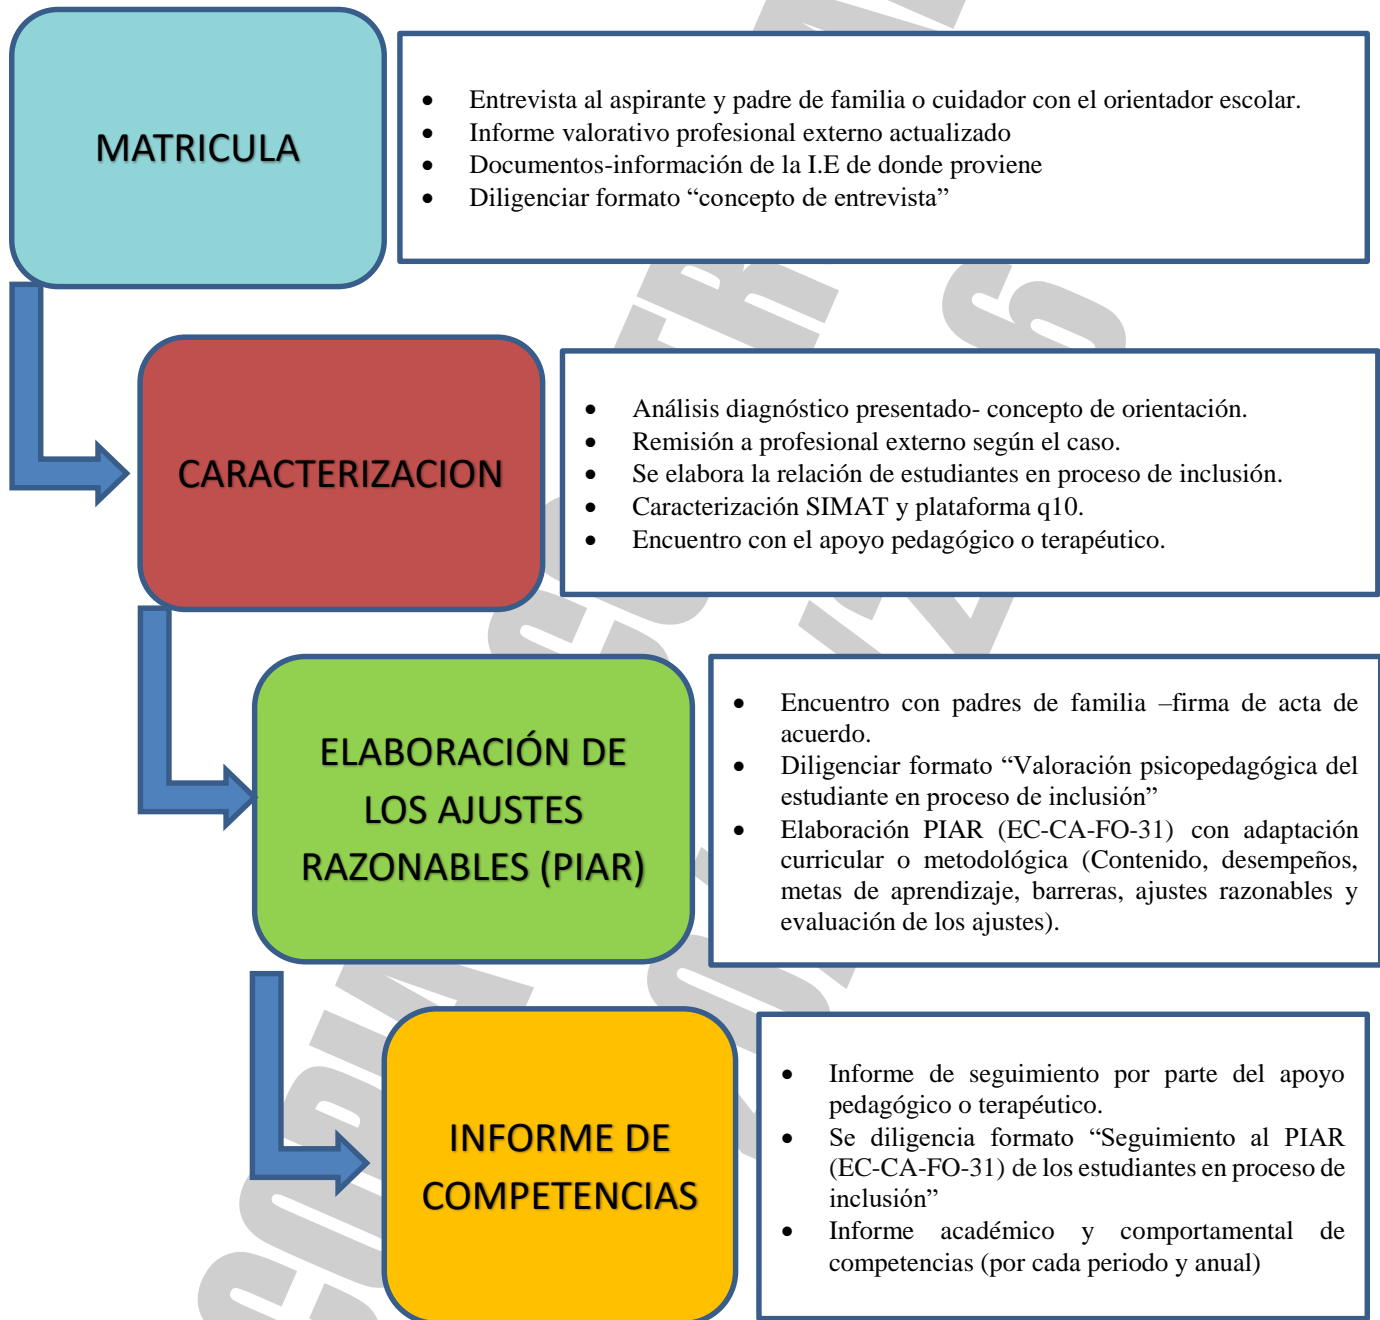 MATRICULA
• Entrevista al aspirante y padre de familia o cuidador con el orientador escolar.
• Informe valorativo profesional externo actualizado
• Documentos-información de la I.E de donde proviene
• Diligenciar formato “concepto de entrevista”
CARACTERIZACION
• Análisis diagnóstico presentado- concepto de orientación.
• Remisión a profesional externo según el caso.
• Se elabora la relación de estudiantes en proceso de inclusión.
• Caracterización SIMAT y plataforma q10.
• Encuentro con el apoyo pedagógico o terapéutico.
ELABORACIÓN DE
LOS AJUSTES
RAZONABLES (PIAR)
• Encuentro con padres de familia –firma de acta de
acuerdo.
• Diligenciar formato “Valoración psicopedagógica del
estudiante en proceso de inclusión”
• Elaboración PIAR (EC-CA-FO-31) con adaptación
curricular o metodológica (Contenido, desempeños,
metas de aprendizaje, barreras, ajustes razonables y
evaluación de los ajustes).
INFORME DE
COMPETENCIAS
• Informe de seguimiento por parte del apoyo
pedagógico o terapéutico.
• Se diligencia formato “Seguimiento al PIAR
(EC-CA-FO-31) de los estudiantes en proceso de
inclusión”
• Informe académico y comportamental de
competencias (por cada periodo y anual)